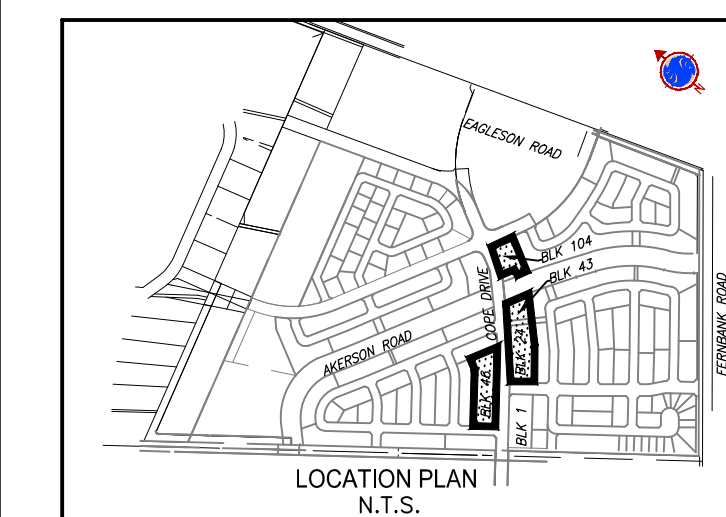 EAGLESON ROAD
BLK 104
BLK 43
COPE DRIVE
FERNBANK ROAD
AKERSON ROAD
BLK 24
BLK 46
BLK 1
N
LOCATION PLAN
N.T.S.